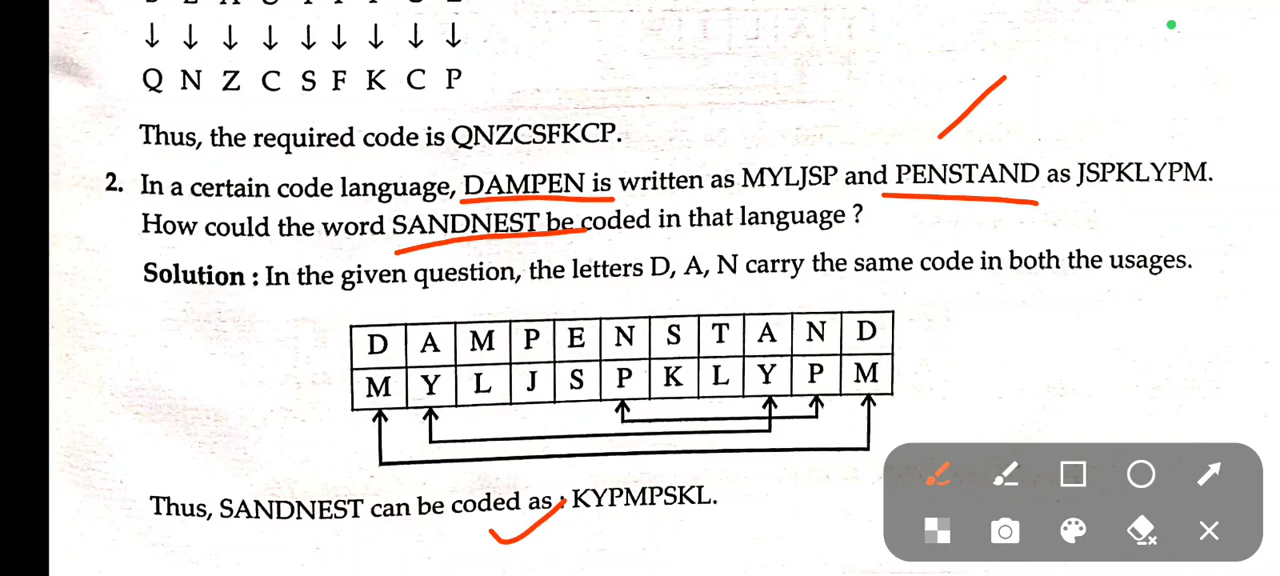 Q N Z C S F K C P
Thus, the required code is QNZCSFKCP.
2. In a certain code language, DAMPEN is written as MYLJSP and PENSTAND as JSPKLYPM.
How could the word SANDNEST be coded in that language ?
Solution : In the given question, the letters D, A, N carry the same code in both the usages.
D A M P E N S T A N D
M Y L J S P K L Y P M
Thus, SANDNEST can be coded as : KYPMPSKL.